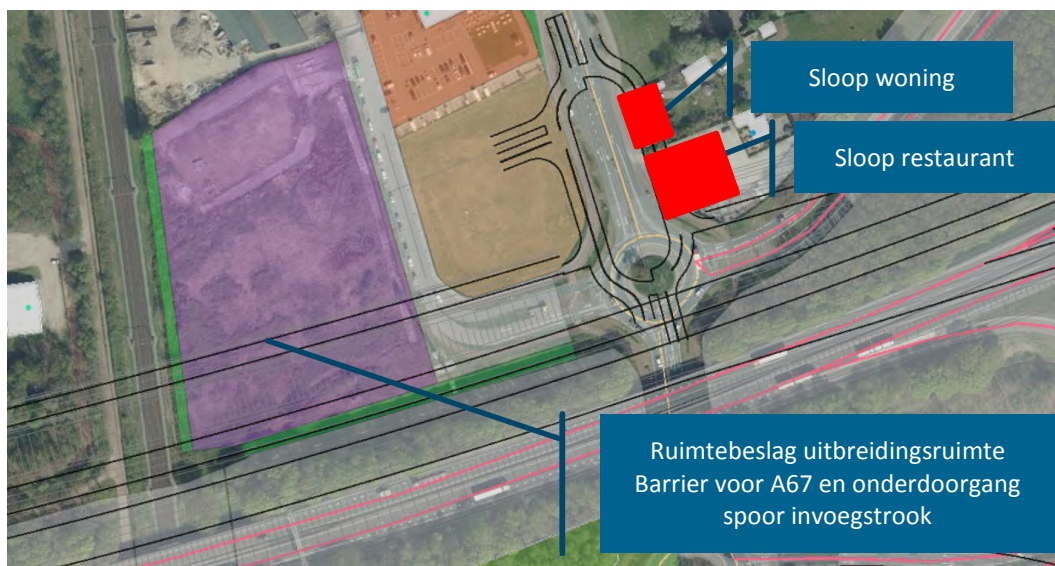 Sloop woning
Sloop restaurant
Ruimtebeslag uitbreidingsruimte
Barrier voor A67 en onderdoorgang
spoor invoegstrook